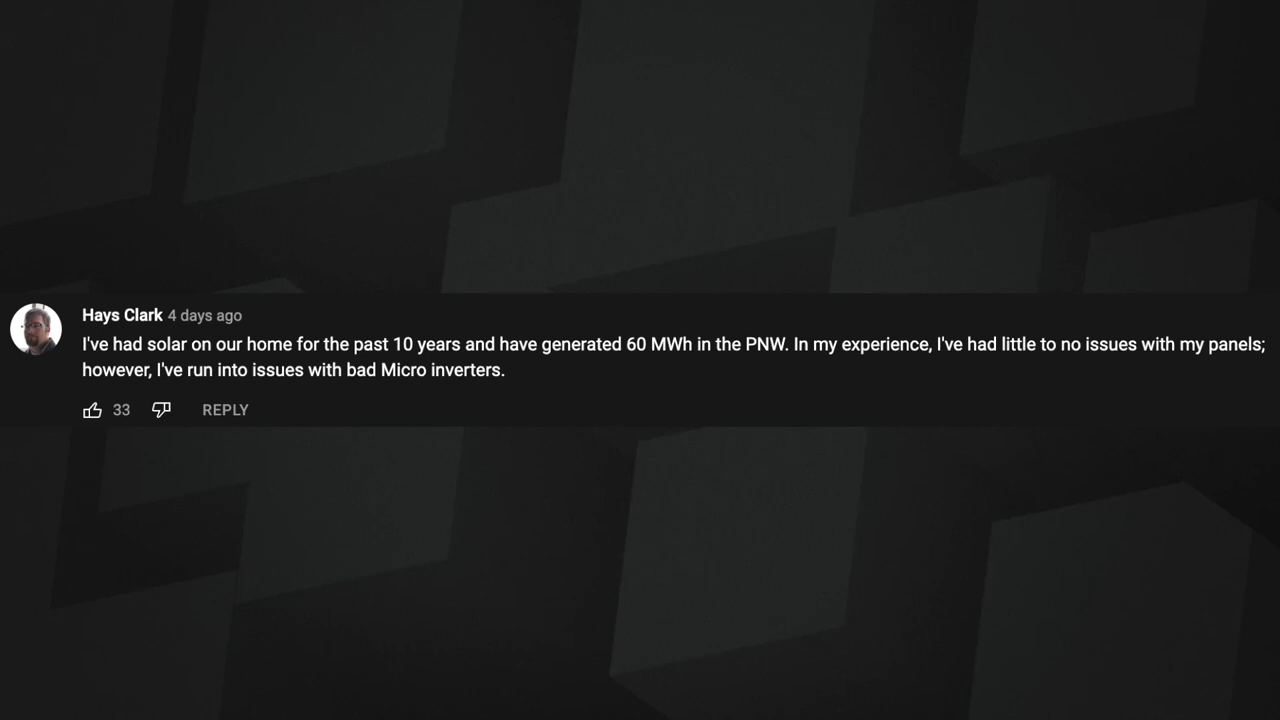 Hays Clark 4 days ago
I've had solar on our home for the past 10 years and have generated 60 MWh in the PNW. In my experience, I've had little to no issues with my panels;
however, I've run into issues with bad Micro inverters.
33 REPLY